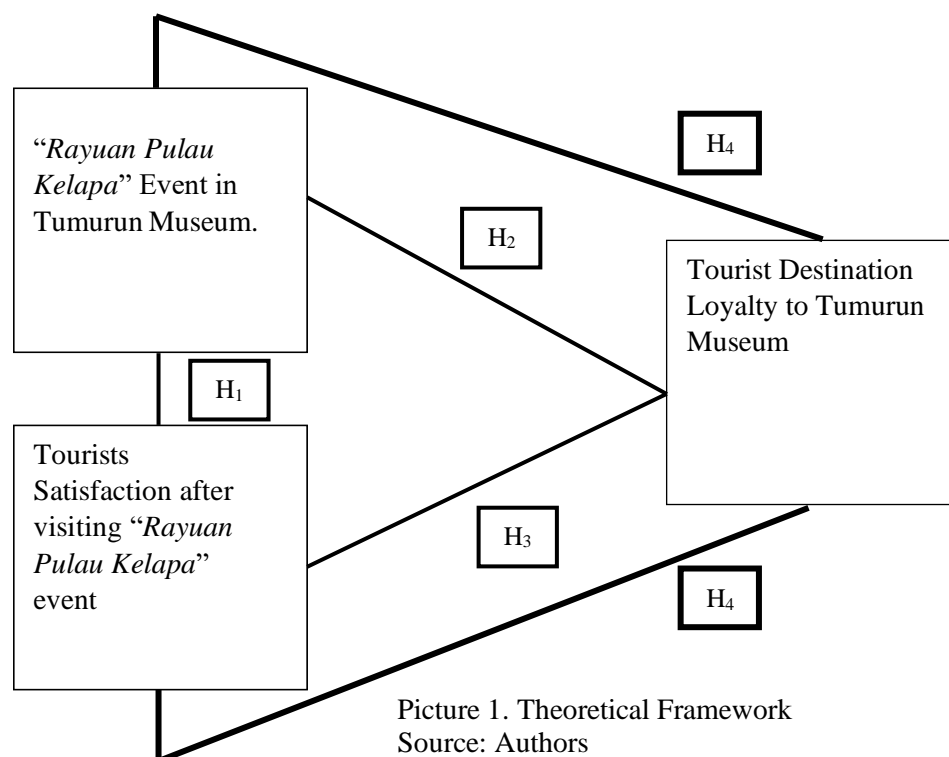 “Rayuan Pulau
Kelapa” Event in
Tumurun Museum.
H₄
H₂
Tourist Destination
Loyalty to Tumurun
Museum
H₁
Tourists
Satisfaction after
visiting “Rayuan
Pulau Kelapa”
event
H₃
H₄
Picture 1. Theoretical Framework
Source: Authors